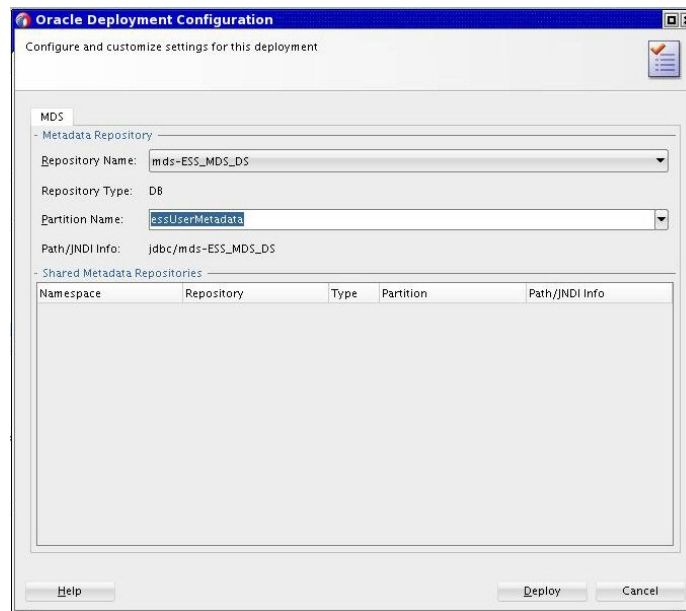 Oracle Deployment Configuration
Configure and customize settings for this deployment
MDS
Metadata Repository
Repository Name: mds-ESS_MDS_DS
Repository Type: DB
Partition Name: essUserMetadata
Path/JNDI Info: jdbc/mds-ESS_MDS_DS
Shared Metadata Repositories
Namespace Repository Type Partition Path/JNDI Info
Help Deploy Cancel